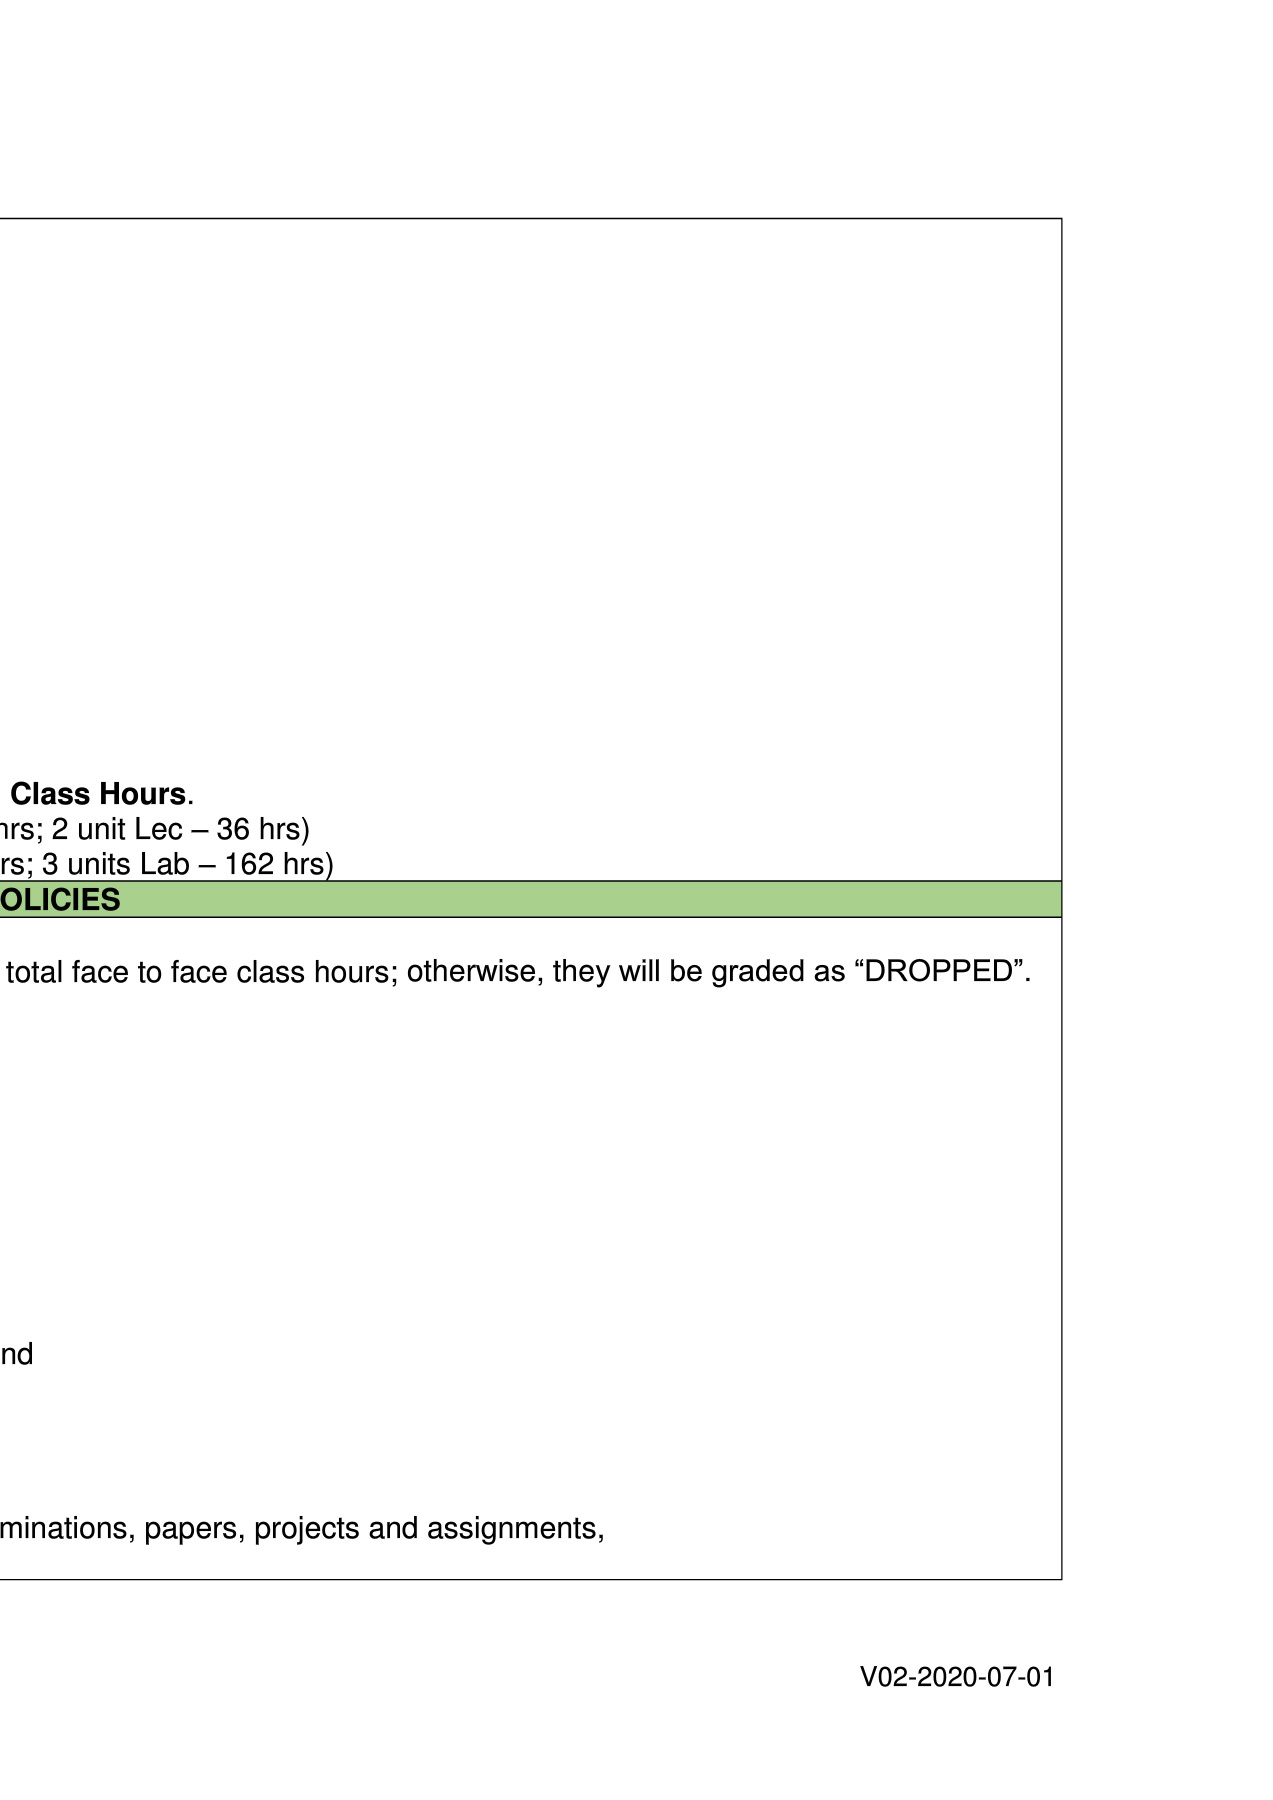 Class Hours.
hrs; 2 unit Lec – 36 hrs)
rs; 3 units Lab – 162 hrs)
OLICIES
total face to face class hours; otherwise, they will be graded as “DROPPED”.
nd
minations, papers, projects and assignments,
V02-2020-07-01